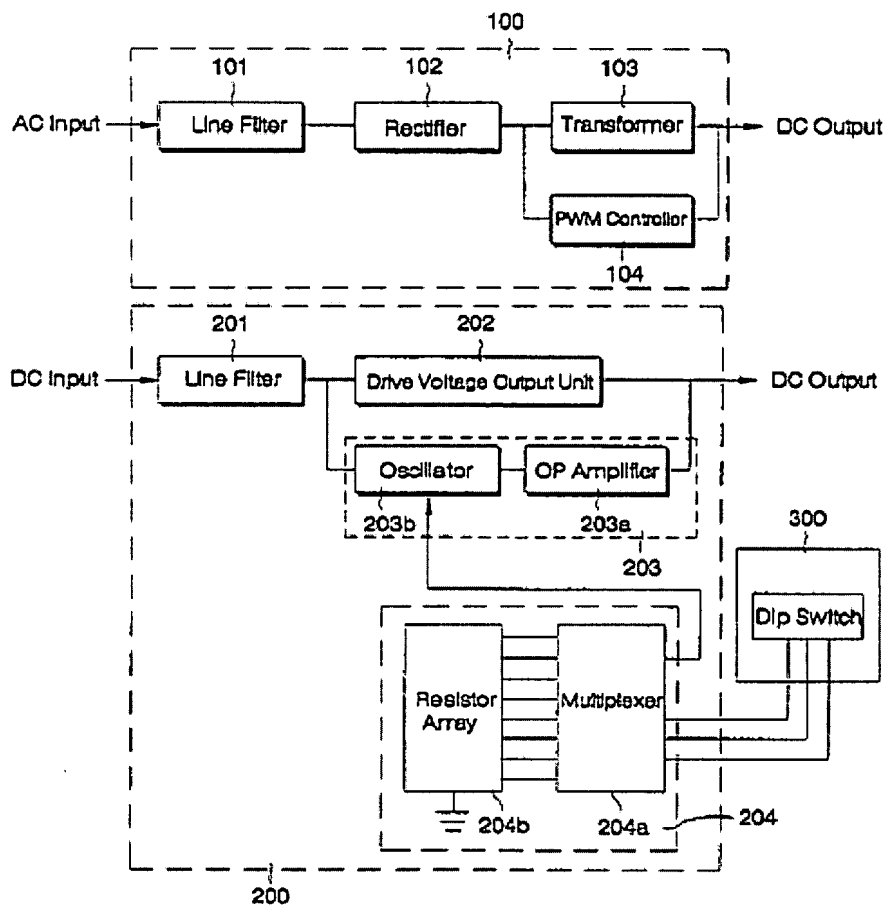 100
101
102
103
AC Input
Line Filter
Rectifier
Transformer
DC Output
PWM Controller
104
201
202
DC Input
Line Filter
Drive Voltage Output Unit
DC Output
Oscillator
OP Amplifier
203b
203a
203
300
Dip Switch
Resistor
Array
Multiplexer
204b
204a
204
200